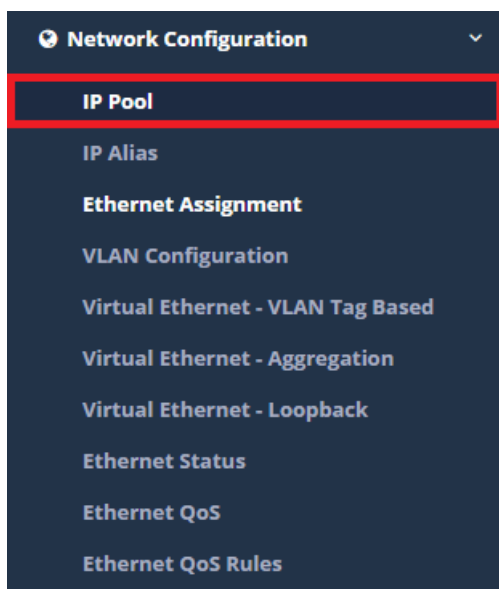 Network Configuration
IP Pool
IP Alias
Ethernet Assignment
VLAN Configuration
Virtual Ethernet - VLAN Tag Based
Virtual Ethernet - Aggregation
Virtual Ethernet - Loopback
Ethernet Status
Ethernet QoS
Ethernet QoS Rules